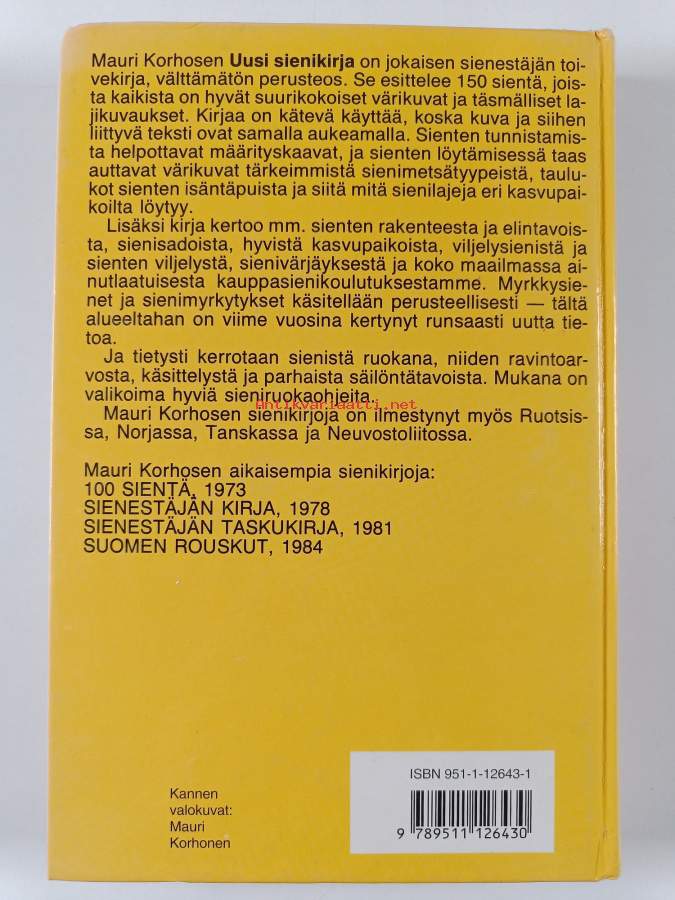 Mauri Korhosen Uusi sienikirja on jokaisen sienestäjän toi-
vekirja, välttämätön perusteos. Se esittelee 150 sientä, jois-
ta kaikista on hyvät suurikokoiset värikuvat ja täsmälliset la-
jikuvaukset. Kirjaa on kätevä käyttää, koska kuva ja siihen
liittyvä teksti ovat samalla aukeamalla. Sienten tunnistamis-
ta helpottavat määrityskaavat, ja sienten löytämisessä taas
auttavat värikuvat tärkeimmistä sienimetsätyypeistä, taulu-
kot sienten isäntäpuista ja siitä mitä sienilajeja eri kasvupai-
koilta löytyy.
Lisäksi kirja kertoo mm. sienten rakenteesta ja elintavois-
ta, sienisadoista, hyvistä kasvupaikoista, viljelysienistä ja
sienten viljelystä, sienivärjäyksestä ja koko maailmassa ai-
nutlaatuisesta kauppasienikoulutuksestamme. Myrkkysie-
net ja sienimyrkytykset käsitellään perusteellisesti — tältä
alueeltahan on viime vuosina kertynyt runsaasti uutta tie-
toa.
Ja tietysti kerrotaan sienistä ruokana, niiden ravintoar-
vosta, käsittelystä ja parhaista säilöntätavoista. Mukana on
valikoima hyviä sieniruokaohjeita.
Antikvariaatti.net
Mauri Korhosen sienikirjoja on ilmestynyt myös Ruotsis-
sa, Norjassa, Tanskassa ja Neuvostoliitossa.
Mauri Korhosen aikaisempia sienikirjoja:
100 SIENTÄ, 1973
SIENESTÄJÄN KIRJA, 1978
SIENESTÄJÄN TASKUKIRJA, 1981
SUOMEN ROUSKUT, 1984
Kannen
valokuvat:
Mauri
Korhonen
ISBN 951-1-12643-1
9 789511 126430